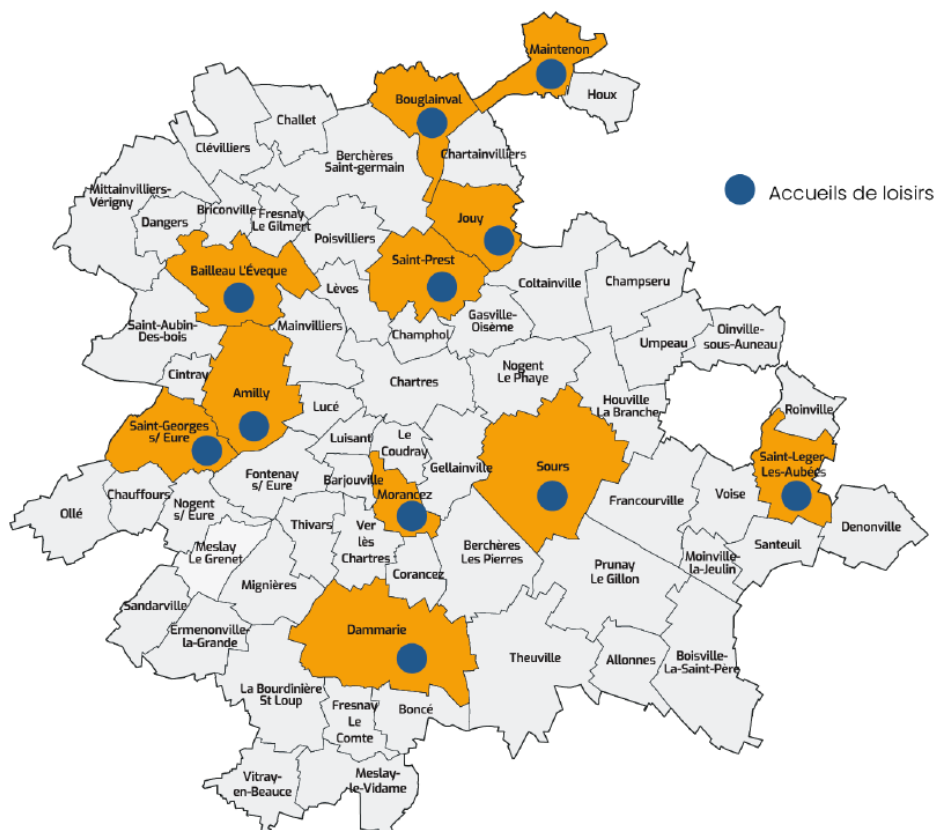 Maintenon
Houx
Bouglainval
Challet
Clévilliers
Berchères
Saint-germain
Chartainvilliers
Mittainvilliers-
Vérigny
Accueils de loisirs
Dangers
Briconville
Fresnay
Le Gilmert
Poisvilliers
Jouy
Saint-Prest
Bailleau L'Éveque
Lèves
Coltainville
Champseru
Saint-Aubin-
Des-bois
Mainvilliers
Champhol
Gasville-
Oisème
Umpeau
Oinville-
sous-Auneau
Cintray
Amilly
Chartres
Nogent
Le Phaye
Lucé
Houville
La Branche
Roinville
Saint-Georges
s/ Eure
Luisant
Le
Coudray
Gellainville
Sours
Saint-Leger-
Les-Aubées
Fontenay
s/ Eure
Barjouville
Morancez
Francourville
Voise
Ollé
Chauffours
Nogent
s/ Eure
Thivars
Ver
lès
Chartres
Denonville
Meslay
Le Grenet
Berchères
Les Pierres
Santeuil
Moinville-
la-Jeulin
Corancez
Prunay
Le Gillon
Mignières
Sandarville
Ermenonville-
la-Grande
Dammarie
Theuville
Allonnes
Boisville-
La-Saint-Père
La Bourdinière
St Loup
Fresnay
Le
Comte
Boncé
Vitray-
en-Beauce
Meslay-
le-Vidame